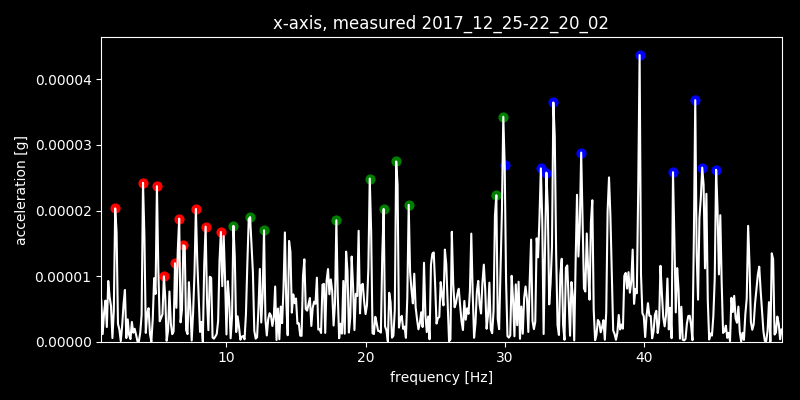 x-axis, measured 2017_12_25-22_20_02
0.00004
0.00003
0.00002
0.00001
0.00000
acceleration [g]
10 20 30 40
frequency [Hz]